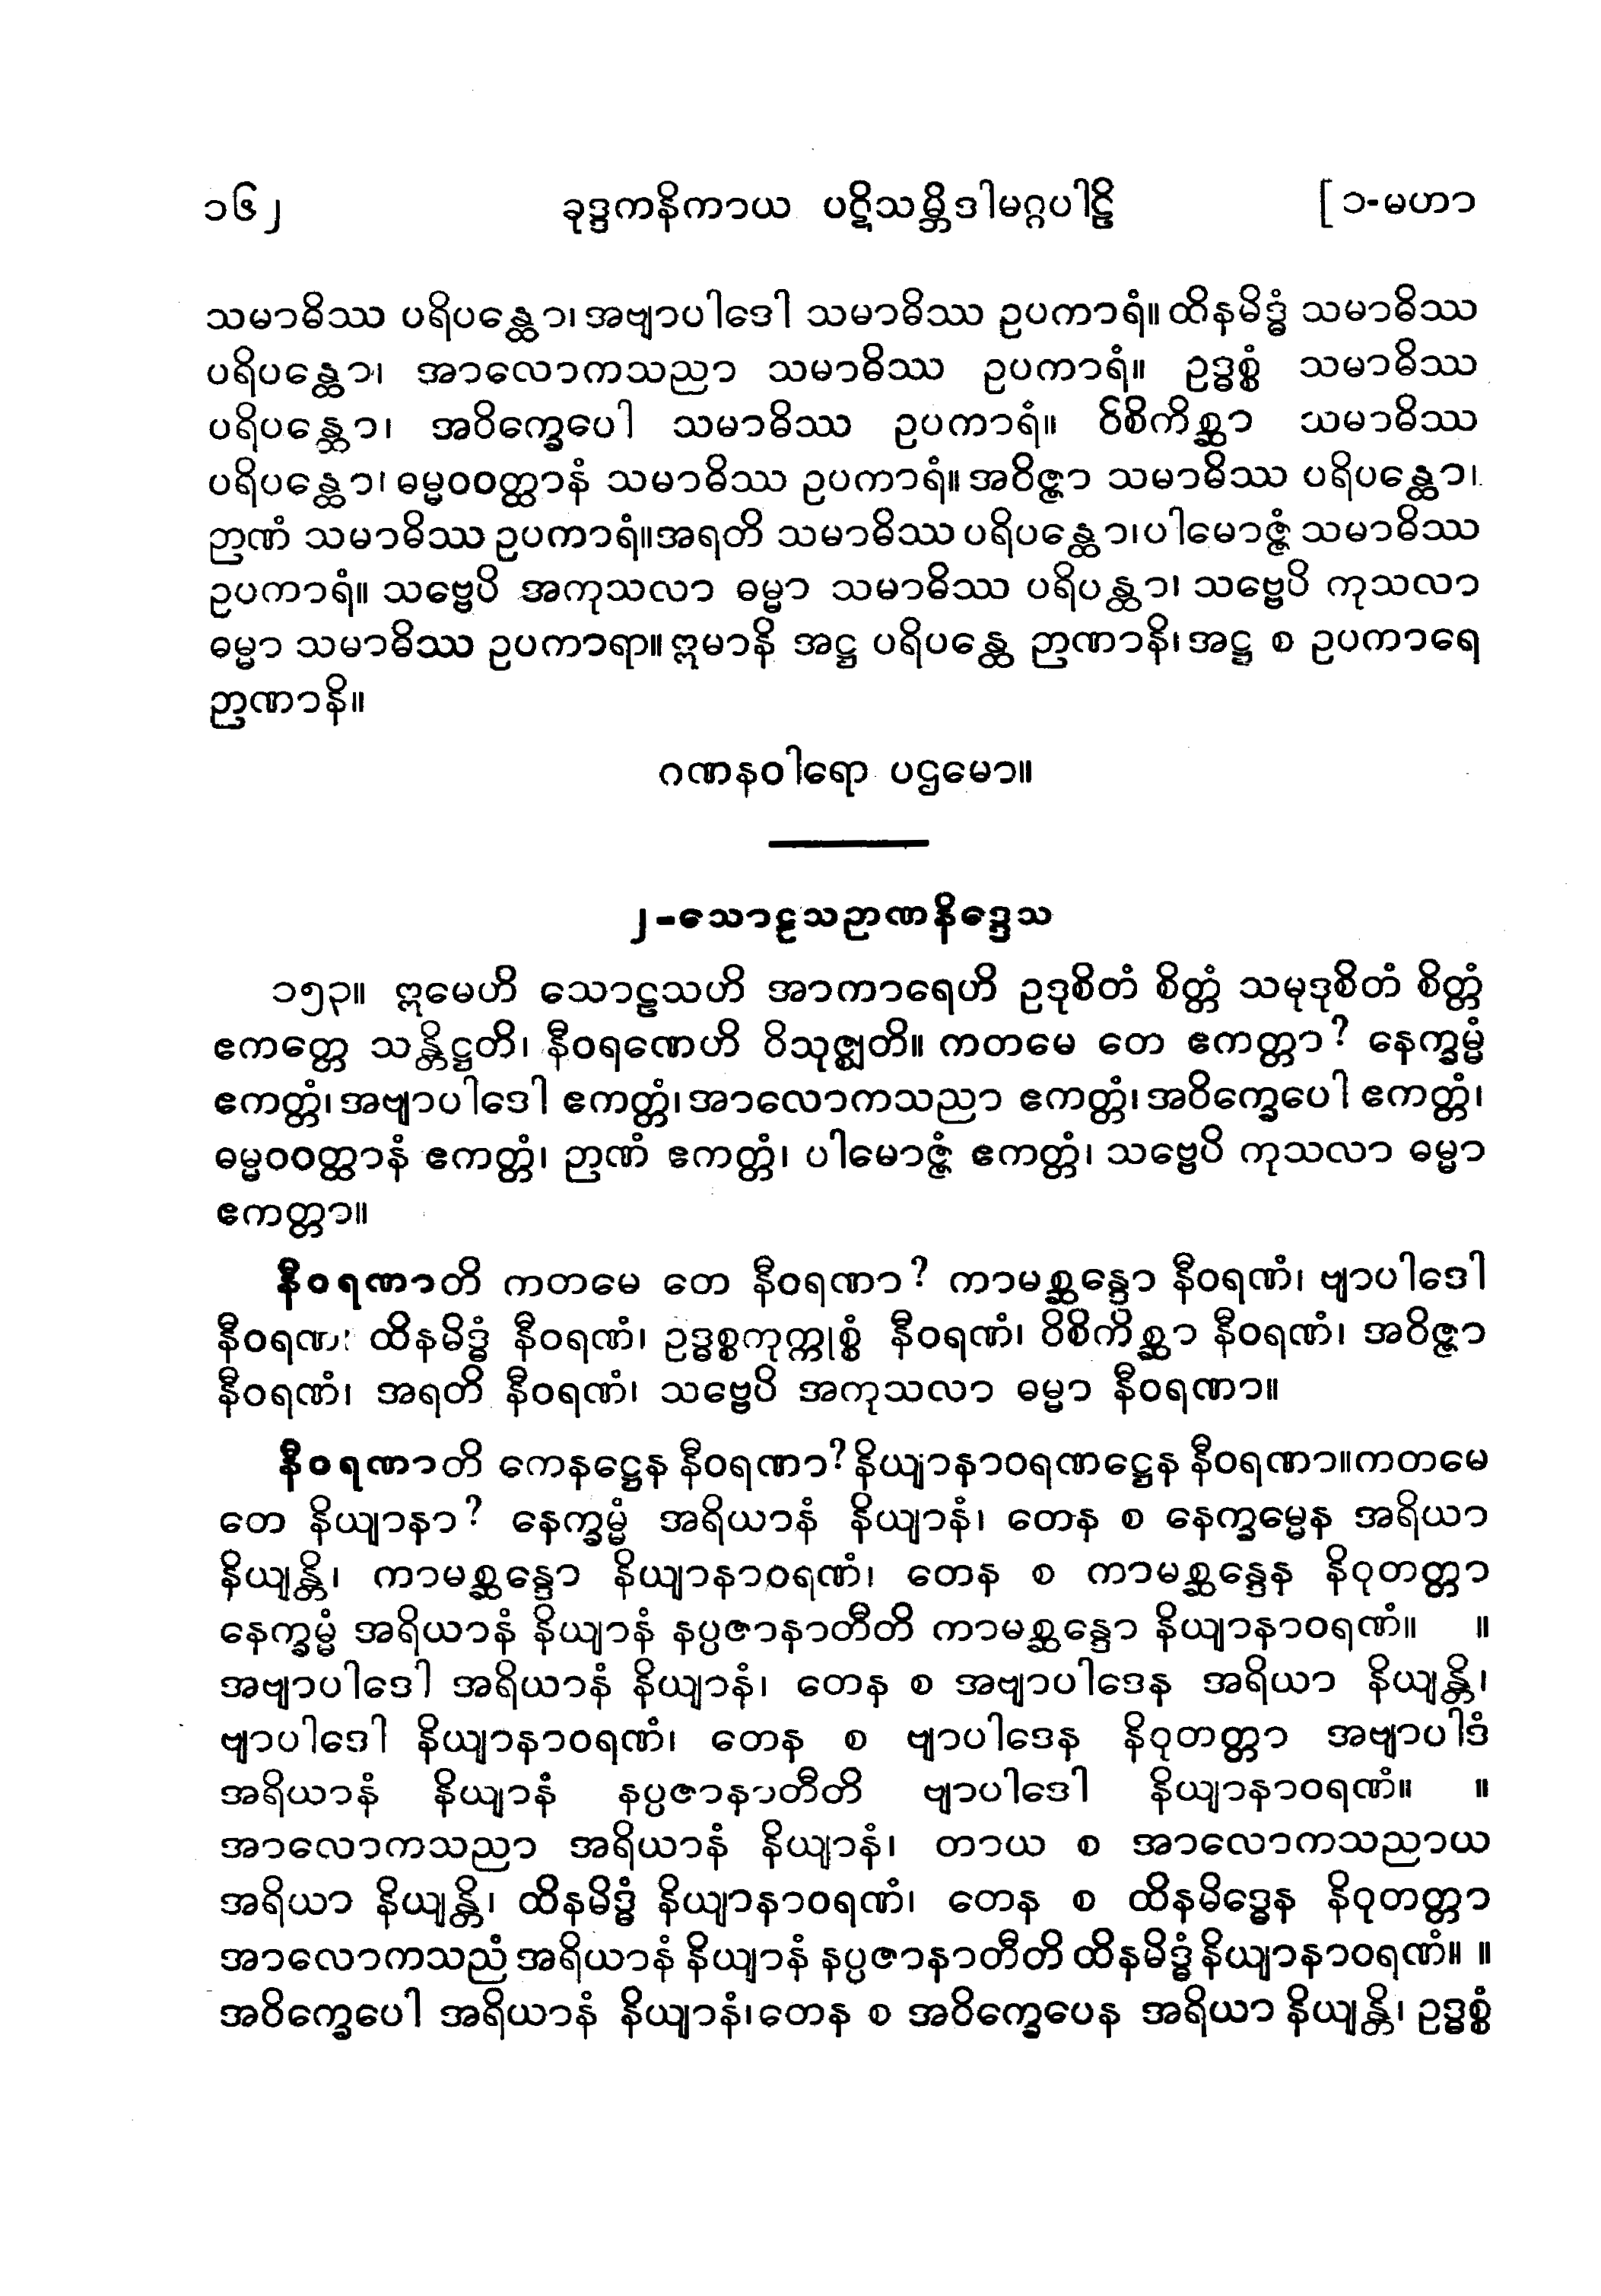 ၁၆၂ ခုဒ္ဒကနိကာယ ပဋိသမ္ဘိဒါမဂ္ဂပါဠိ [ ၁-မဟာ
သမာဓိဿ ပရိပန္ထော၊ အဗျာပါဒေါ သမာဓိဿ ဥပကာရံ။ ထိနမိဒ္ဓံ သမာဓိဿ
ပရိပန္ထော၊ အာလောကသညာ သမာဓိဿ ဥပကာရံ။ ဥဒ္ဓစ္စံ သမာဓိဿ
ပရိပန္ထော၊ အဝိက္ခေပေါ သမာဓိဿ ဥပကာရံ။ ဝိစိကိစ္ဆာ သမာဓိဿ
ပရိပန္ထော၊ ဓမ္မဝဝတ္ထာနံ သမာဓိဿ ဥပကာရံ။ အဝိဇ္ဇာ သမာဓိဿ ပရိပန္ထော၊
ဉာဏံ သမာဓိဿ ဥပကာရံ။ အရတိ သမာဓိဿ ပရိပန္ထော၊ ပါမောဇ္ဇံ သမာဓိဿ
ဥပကာရံ။ သဗ္ဗေပိ အကုသလာ ဓမ္မာ သမာဓိဿ ပရိပန္ထာ၊ သဗ္ဗေပိ ကုသလာ
ဓမ္မာ သမာဓိဿ ဥပကာရာ။ ဣမာနိ အဋ္ဌ ပရိပန္ထေ ဉာဏာနိ၊ အဋ္ဌ စ ဥပကာရေ
ဉာဏာနိ။
ဂဏနဝါရော ပဌမော။
၂-သောဠသဉာဏနိဒ္ဒေသ
၁၅၃။ ဣမေဟိ သောဠသဟိ အာကာရေဟိ ဥဒုစိတံ စိတ္တံ သမုဒုစိတံ စိတ္တံ
ဧကတ္တေ သန္တိဋ္ဌတိ၊ နီဝရဏေဟိ ဝိသုဇ္ဈတိ။ ကတမေ တေ ဧကတ္တာ? နေက္ခမ္မံ
ဧကတ္တံ၊ အဗျာပါဒေါ ဧကတ္တံ၊ အာလောကသညာ ဧကတ္တံ၊ အဝိက္ခေပေါ ဧကတ္တံ၊
ဓမ္မဝဝတ္ထာနံ ဧကတ္တံ၊ ဉာဏံ ဧကတ္တံ၊ ပါမောဇ္ဇံ ဧကတ္တံ၊ သဗ္ဗေပိ ကုသလာ ဓမ္မာ
ဧကတ္တာ။
နီဝရဏာတိ ကတမေ တေ နီဝရဏာ? ကာမစ္ဆန္ဒော နီဝရဏံ၊ ဗျာပါဒေါ
နီဝရဏံ၊ ထိနမိဒ္ဓံ နီဝရဏံ၊ ဥဒ္ဓစ္စကုက္ကုစ္စံ နီဝရဏံ၊ ဝိစိကိစ္ဆာ နီဝရဏံ၊ အဝိဇ္ဇာ
နီဝရဏံ၊ အရတိ နီဝရဏံ၊ သဗ္ဗေပိ အကုသလာ ဓမ္မာ နီဝရဏာ။
နီဝရဏာတိ ကေနဋ္ဌေန နီဝရဏာ? နိယျာနာဝရဏဋ္ဌေန နီဝရဏာ။ ကတမေ
တေ နိယျာနာ? နေက္ခမ္မံ အရိယာနံ နိယျာနံ၊ တေန စ နေက္ခမ္မေန အရိယာ
နိယျန္တိ၊ ကာမစ္ဆန္ဒော နိယျာနာဝရဏံ၊ တေန စ ကာမစ္ဆန္ဒေန နိဝုတတ္တာ
နေက္ခမ္မံ အရိယာနံ နိယျာနံ နပ္ပဇာနာတီတိ ကာမစ္ဆန္ဒော နိယျာနာဝရဏံ။ ။
အဗျာပါဒေါ အရိယာနံ နိယျာနံ၊ တေန စ အဗျာပါဒေန အရိယာ နိယျန္တိ၊
ဗျာပါဒေါ နိယျာနာဝရဏံ၊ တေန စ ဗျာပါဒေန နိဝုတတ္တာ အဗျာပါဒံ
အရိယာနံ နိယျာနံ နပ္ပဇာနာတီတိ ဗျာပါဒေါ နိယျာနာဝရဏံ။ ။
အာလောကသညာ အရိယာနံ နိယျာနံ၊ တာယ စ အာလောကသညာယ
အရိယာ နိယျန္တိ၊ ထိနမိဒ္ဓံ နိယျာနာဝရဏံ၊ တေန စ ထိနမိဒ္ဓေန နိဝုတတ္တာ
အာလောကသညံ အရိယာနံ နိယျာနံ နပ္ပဇာနာတီတိ ထိနမိဒ္ဓံ နိယျာနာဝရဏံ။ ။
အဝိက္ခေပေါ အရိယာနံ နိယျာနံ၊ တေန စ အဝိက္ခေပေန အရိယာ နိယျန္တိ၊ ဥဒ္ဓစ္စံ